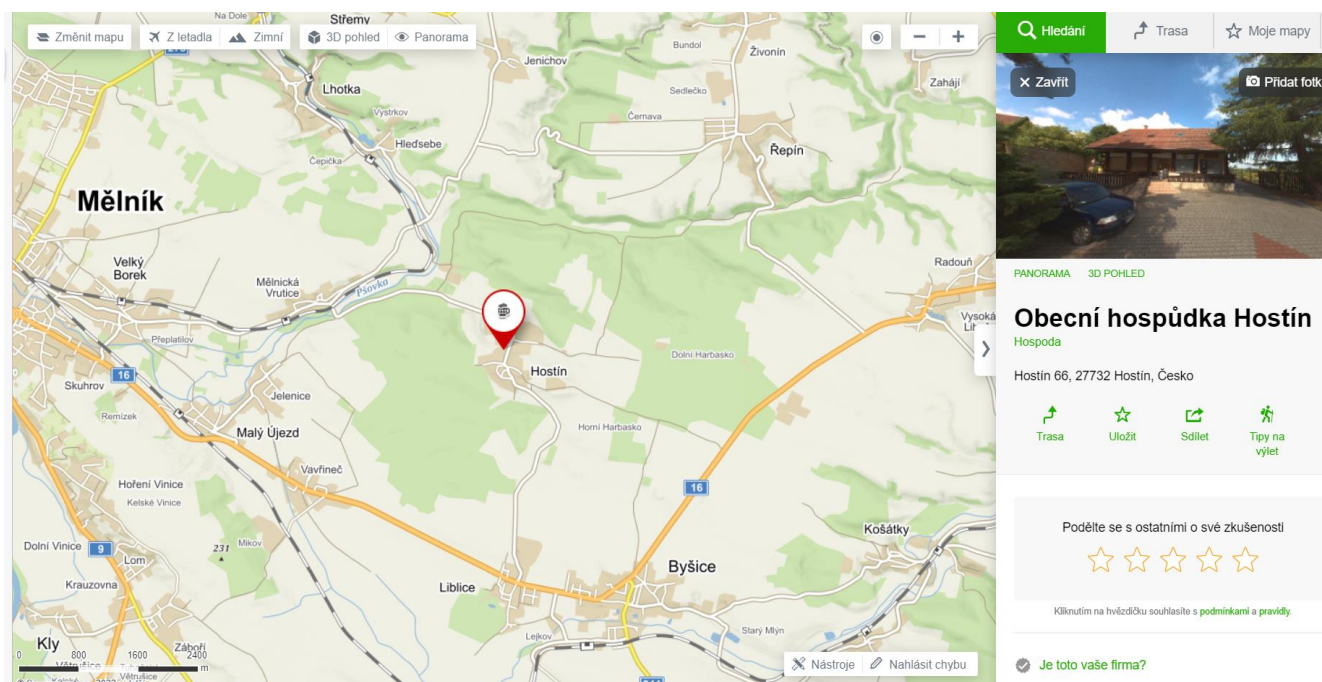 Na Dole
Střemy
Změnit mapu
Z letadla
Zimní
3D pohled
Panorama
Jenichov
Bundol
Živonín
Lhotka
Sedlečko
Zahájí
Vystrkov
Černava
Hleďsebe
Čepička
Řepín
Mělník
Velký
Borek
Radouň
Mělnická
Vrutice
Pšovka
Vysoká
Přeplatilov
Dolní Harbasko
16
Skuhrov
Hostín
Jelenice
Remízek
Malý Újezd
Horní Harbasko
Vavřineč
Hoření Vinice
16
Kelské Vinice
Košátky
Dolní Vinice
9
231
Mikov
Lom
Byšice
Krauzovna
Liblice
Lejkov
Starý Mlýn
Kly
Záboří
0 800 1600 2400
m
Větrušice
Nástroje
Nahlásit chybu
Hledání
Trasa
Moje mapy
Zavřít
Přidat fotk
PANORAMA
3D POHLED
Obecní hospůdka Hostín
Hospoda
Hostín 66, 27732 Hostín, Česko
Trasa
Uložit
Sdílet
Tipy na
výlet
Podělte se s ostatními o své zkušenosti
Kliknutím na hvězdičku souhlasíte s podmínkami a pravidly.
Je toto vaše firma?